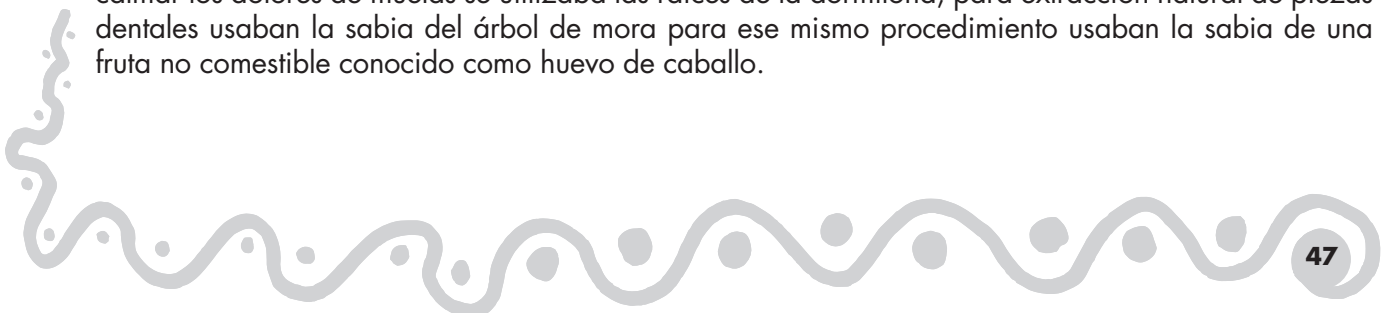 calmar los dolores de muelas se utilizaba las raíces de la dormilona, para extracción natural de piezas
dentales usaban la sabia del árbol de mora para ese mismo procedimiento usaban la sabia de una
fruta no comestible conocido como huevo de caballo.
47